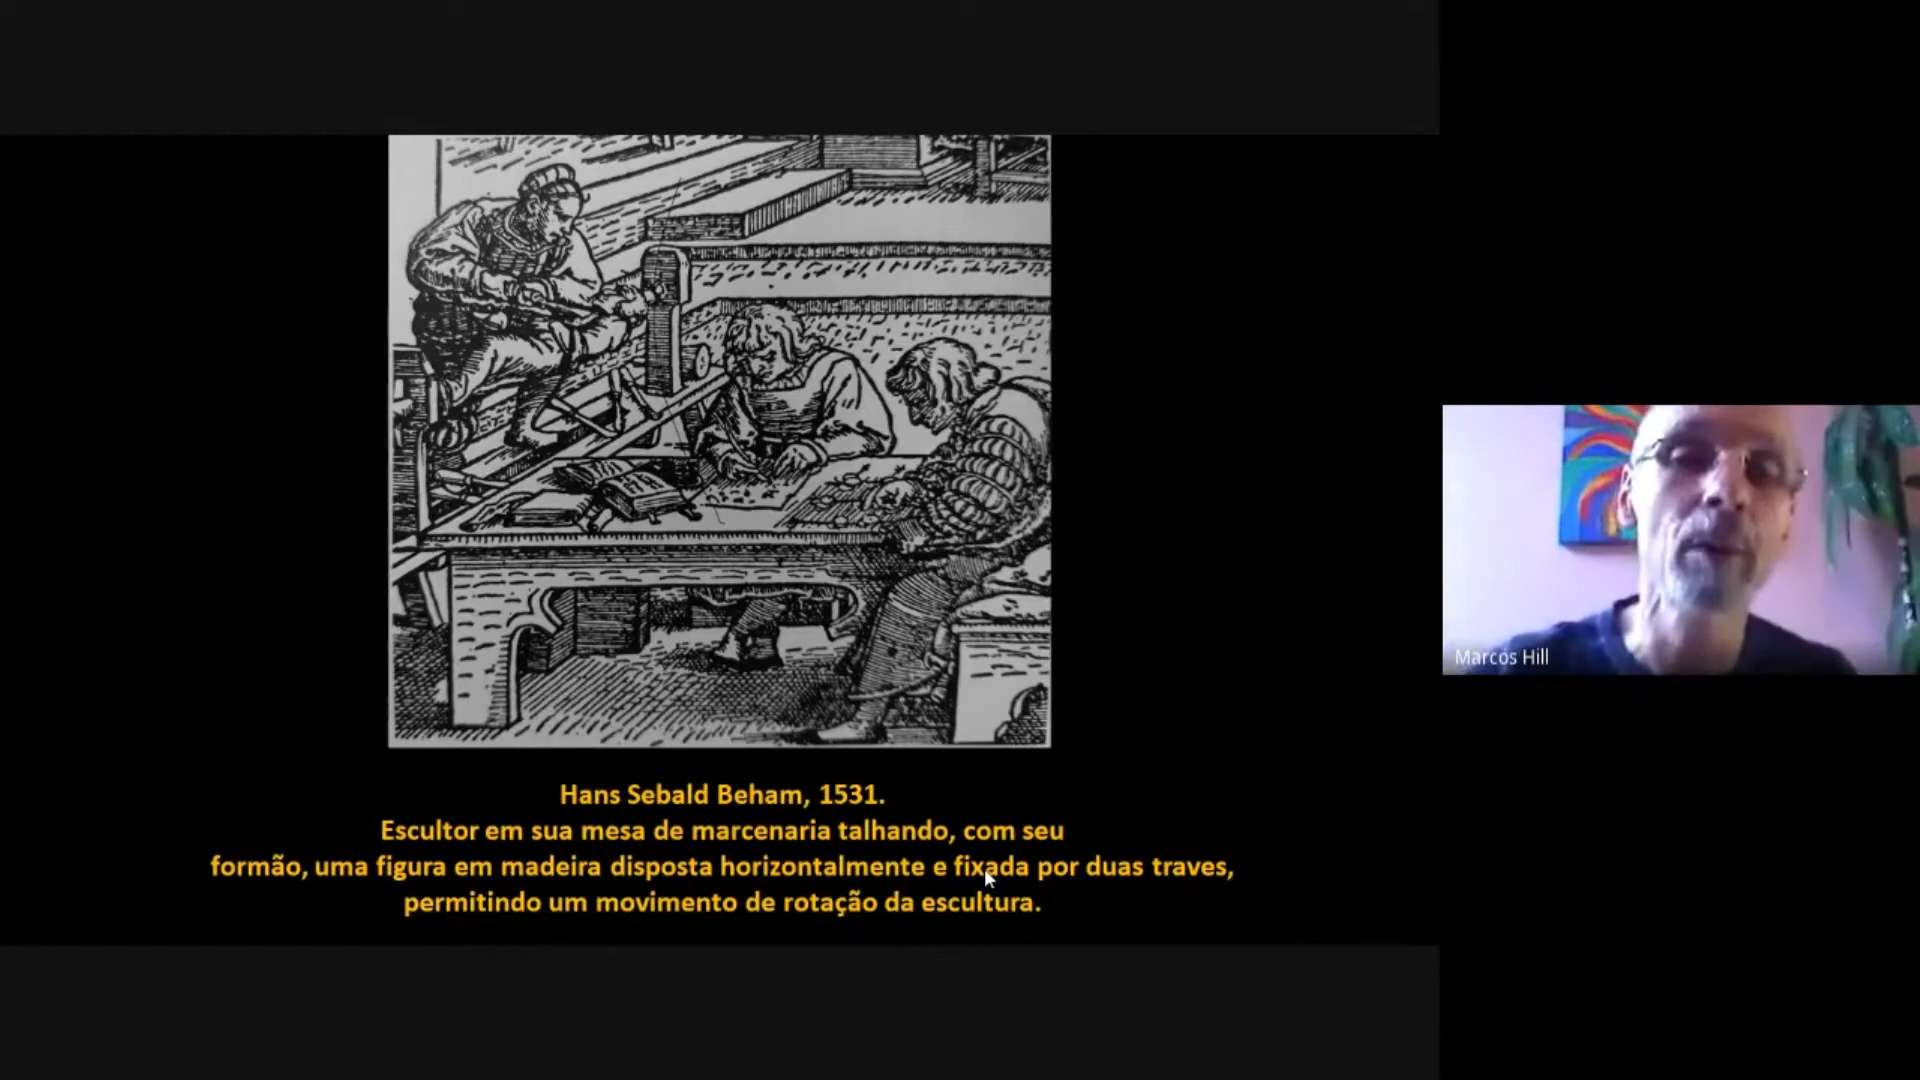 Hans Sebald Beham, 1531.
Escultor em sua mesa de marcenaria talhando, com seu
formão, uma figura em madeira disposta horizontalmente e fixada por duas traves,
permitindo um movimento de rotação da escultura.
Marcos Hill